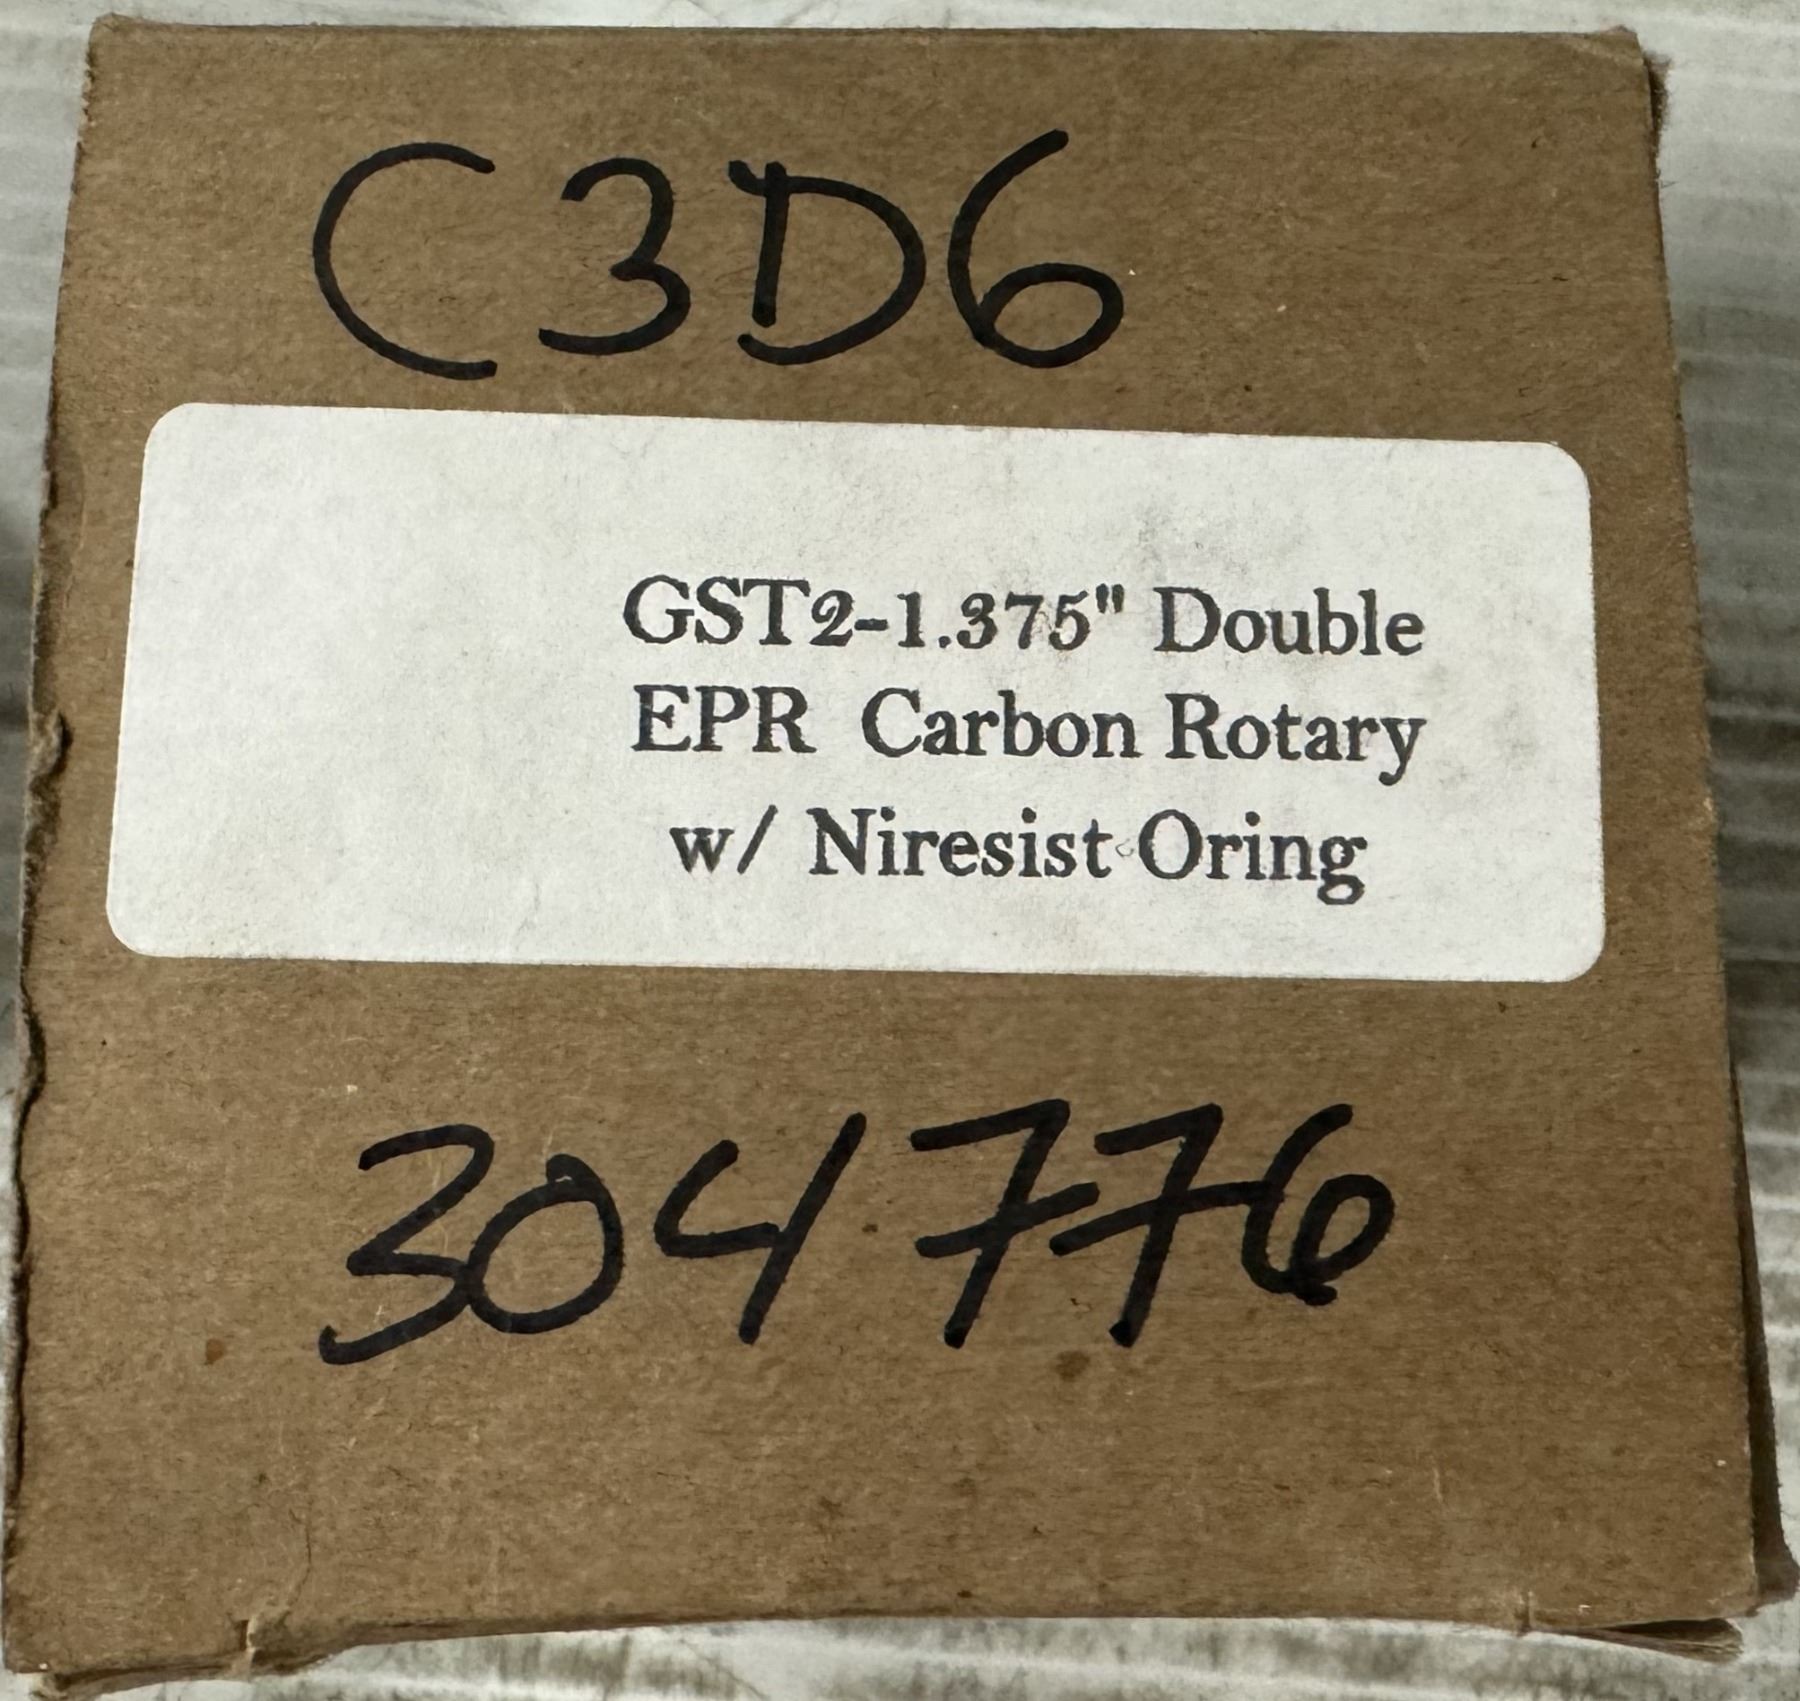 C3D6
GST2-1.375" Double
EPR Carbon Rotary
w/ Niresist Oring
304776